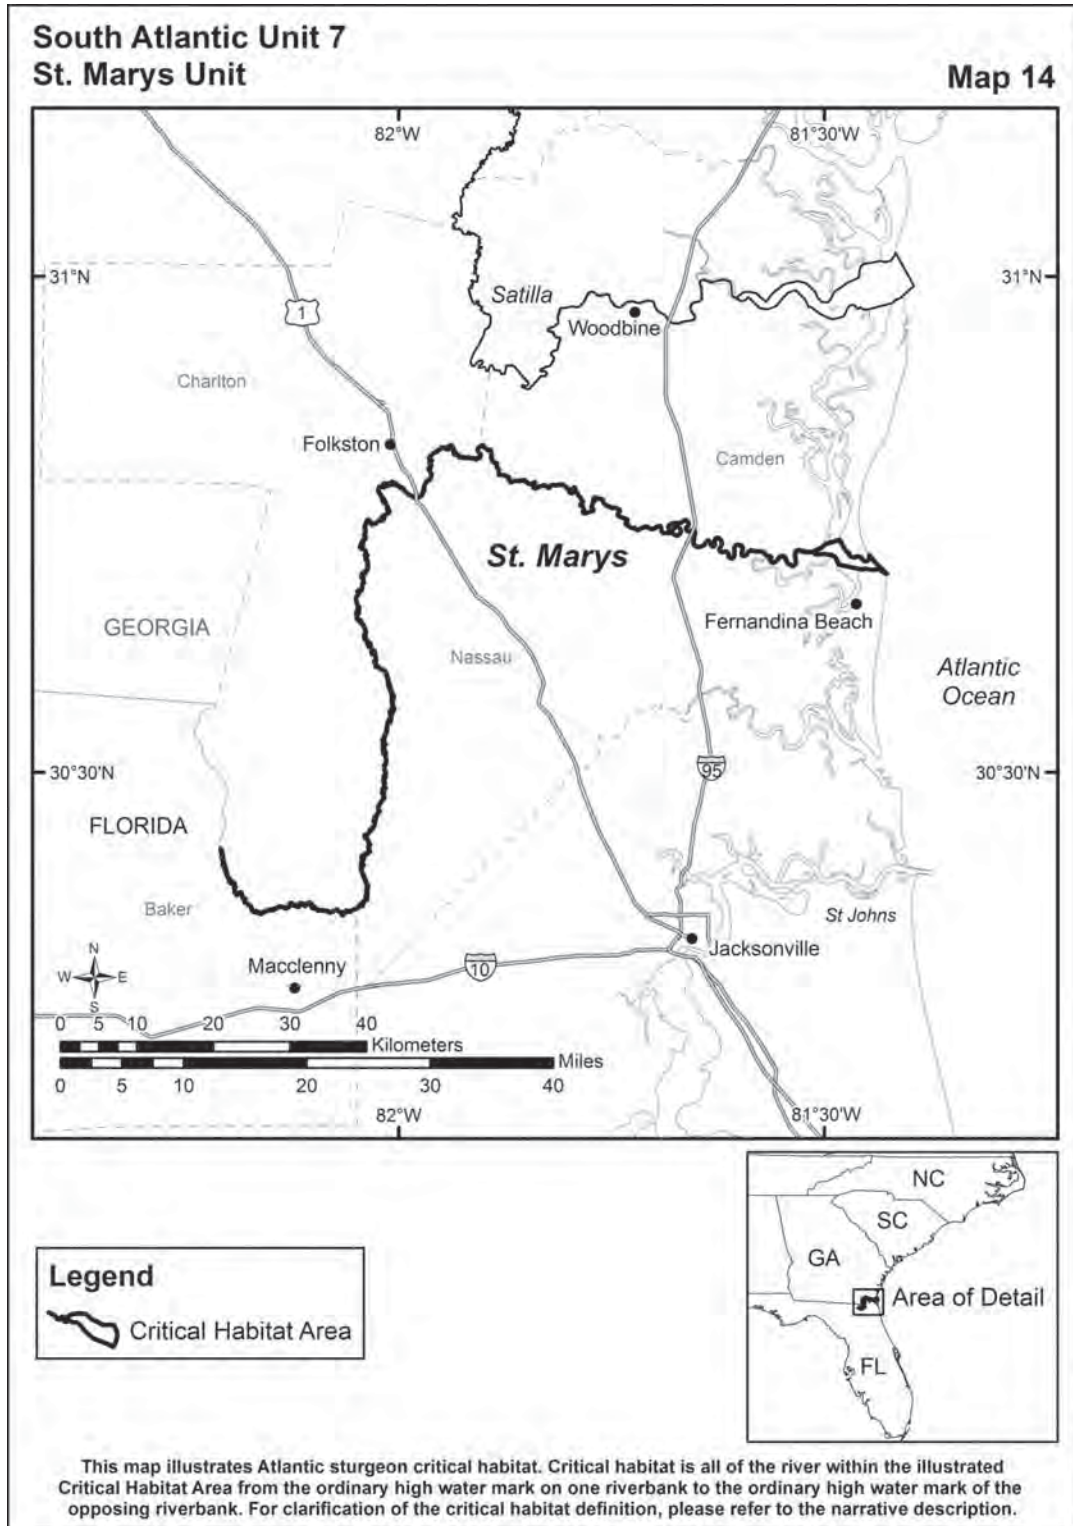 South Atlantic Unit 7
St. Marys Unit
Map 14
82°W
81°30'W
31°N
31°N
1
Satilla
Woodbine
Charlton
Folkston
Camden
St. Marys
GEORGIA
Nassau
Fernandina Beach
Atlantic
Ocean
30°30'N
95
30°30'N
FLORIDA
Baker
St Johns
Jacksonville
Macclenny
10
N
W E
S
0 5 10 20 30 40
Kilometers
Miles
0 5 10 20 30 40
82°W
81°30'W
NC
SC
GA
Area of Detail
FL
Legend
Critical Habitat Area
This map illustrates Atlantic sturgeon critical habitat. Critical habitat is all of the river within the illustrated
Critical Habitat Area from the ordinary high water mark on one riverbank to the ordinary high water mark of the
opposing riverbank. For clarification of the critical habitat definition, please refer to the narrative description.